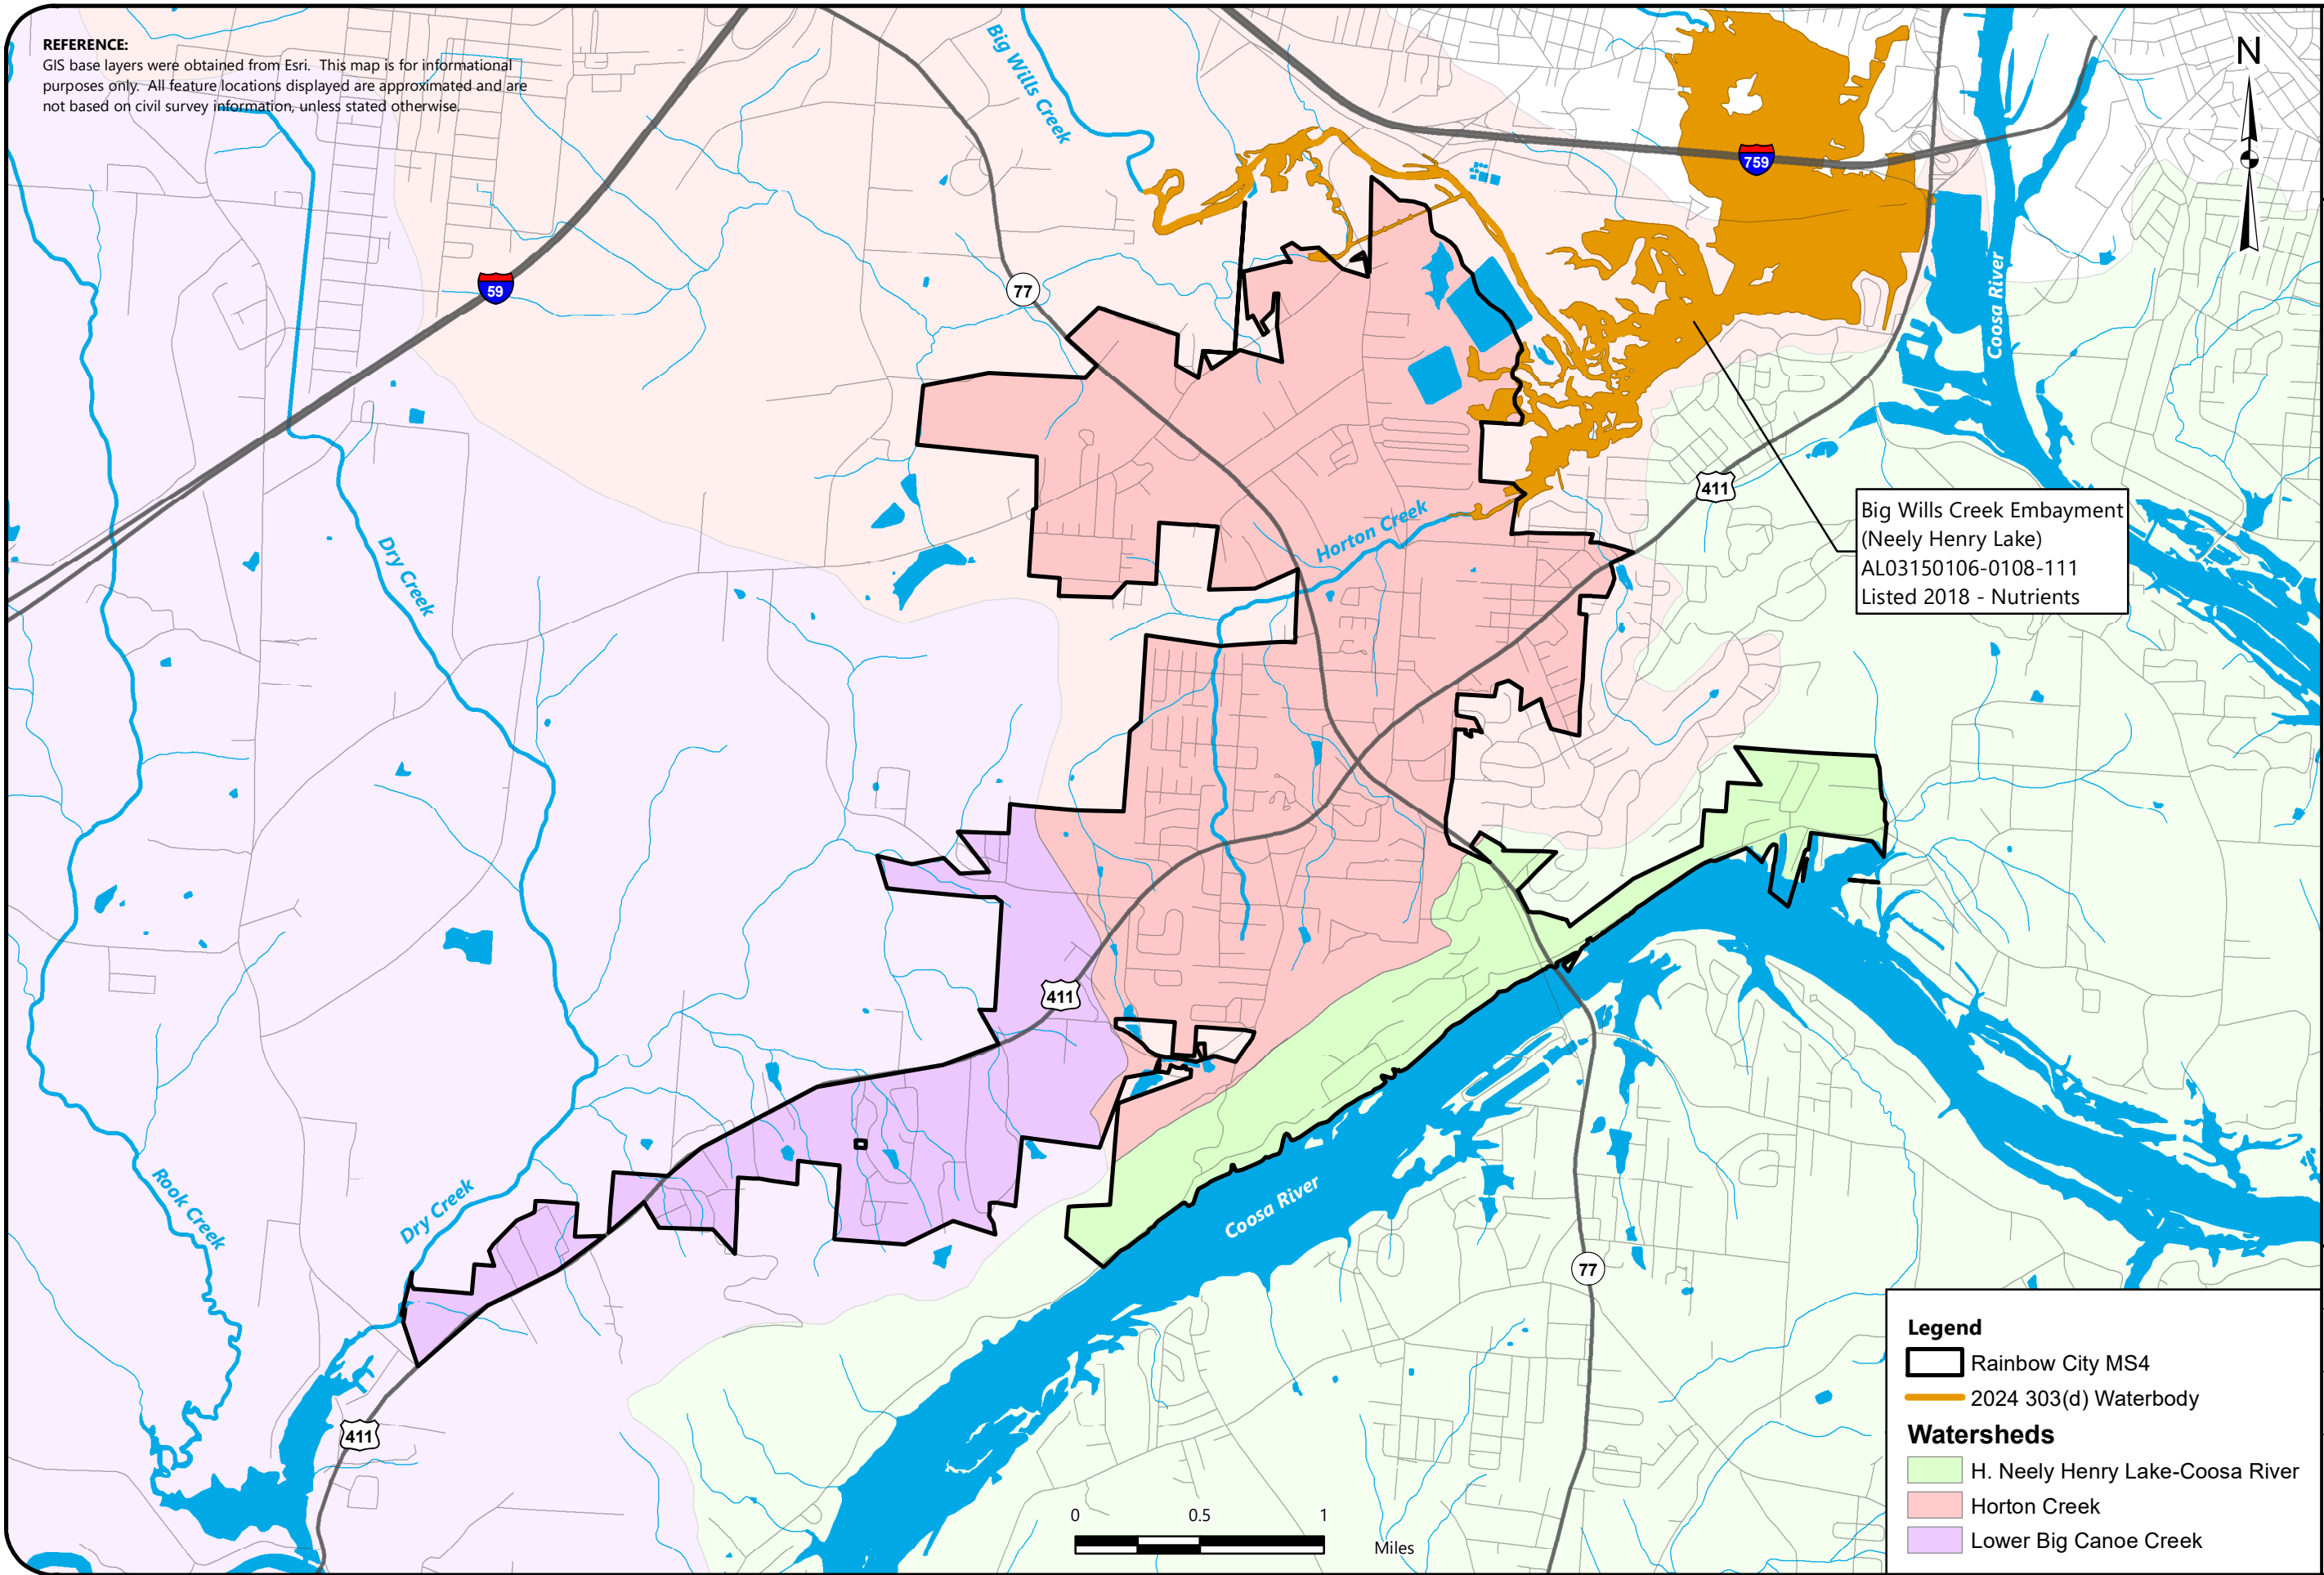 REFERENCE:
GIS base layers were obtained from Esri. This map is for informational
purposes only. All feature locations displayed are approximated and are
not based on civil survey information, unless stated otherwise.
Big Wills Creek
N
759
59
77
Coosa River
411
Horton Creek
Dry Creek
Big Wills Creek Embayment
(Neely Henry Lake)
AL03150106-0108-111
Listed 2018 - Nutrients
411
Rook Creek
Dry Creek
Coosa River
77
411
Legend
Rainbow City MS4
2024 303(d) Waterbody
Watersheds
H. Neely Henry Lake-Coosa River
Horton Creek
Lower Big Canoe Creek
0 0.5 1
Miles